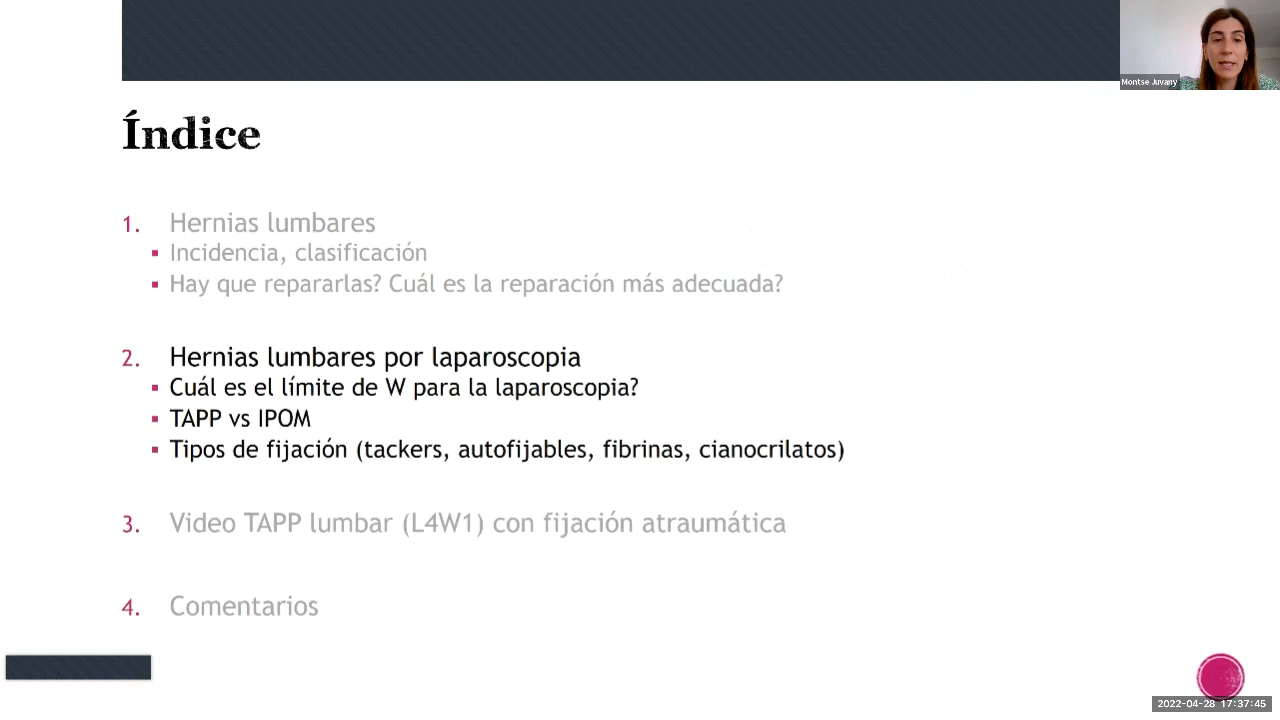 Montse Juvany
Índice
1. Hernias lumbares
▪ Incidencia, clasificación
▪ Hay que repararlas? Cuál es la reparación más adecuada?
2. Hernias lumbares por laparoscopia
▪ Cuál es el límite de W para la laparoscopia?
▪ TAPP vs IPOM
▪ Tipos de fijación (tackers, autofijables, fibrinas, cianocrilatos)
3. Video TAPP lumbar (L4W1) con fijación atraumática
4. Comentarios
2022-04-28 17:37:45